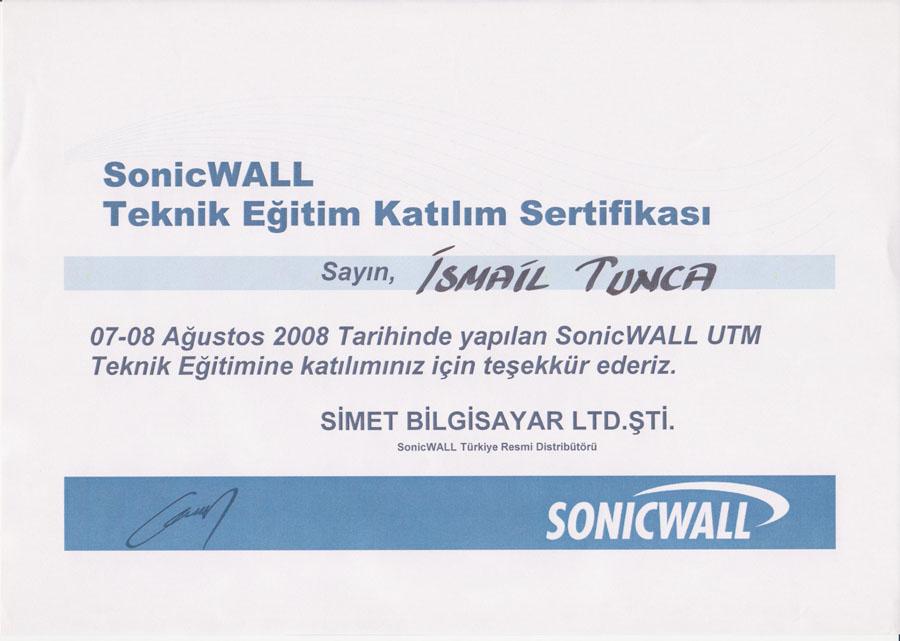 SonicWALL
Teknik Eğitim Katılım Sertifikası
Sayın, İSMAİL TUNCA
07-08 Ağustos 2008 Tarihinde yapılan SonicWALL UTM
Teknik Eğitimine katılımınız için teşekkür ederiz.
SİMET BİLGİSAYAR LTD.ŞTİ.
SonicWALL Türkiye Resmi Distribütörü
SONICWALL